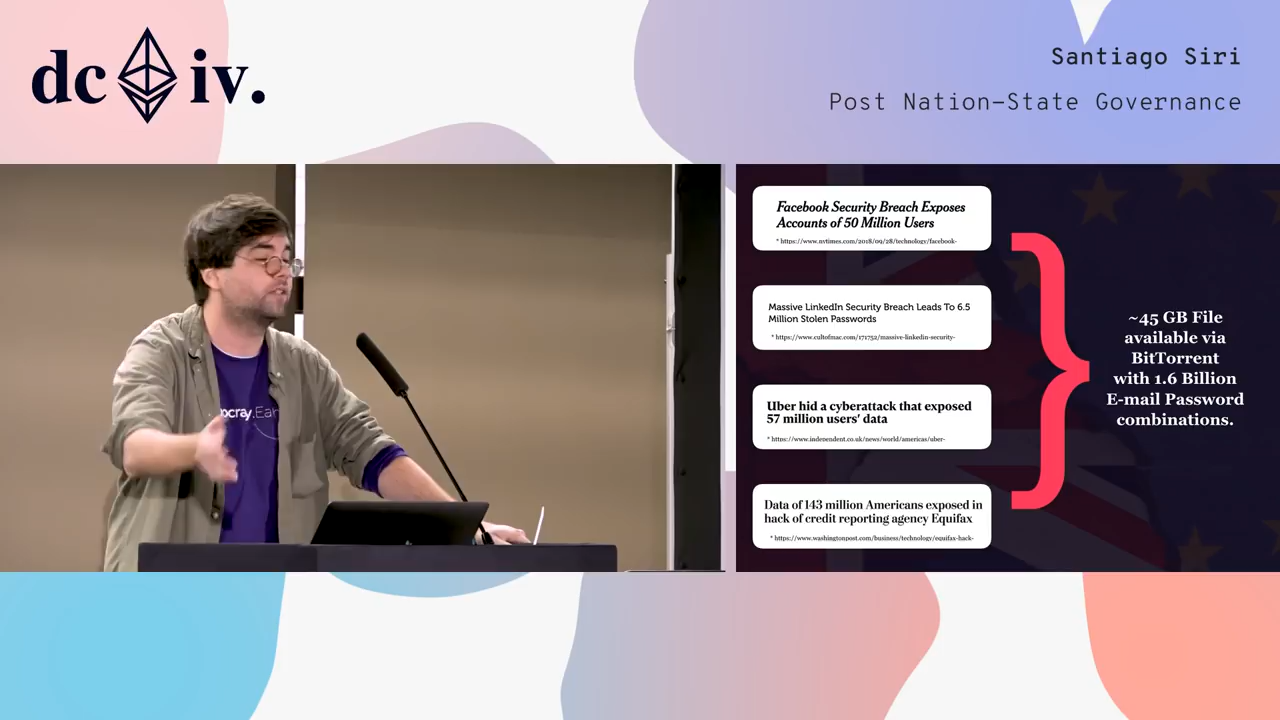 dc iv.
Santiago Siri
Post Nation-State Governance
ocray.Ear
Facebook Security Breach Exposes
Accounts of 50 Million Users
* https://www.nytimes.com/2018/09/28/technology/facebook-
Massive LinkedIn Security Breach Leads To 6.5
Million Stolen Passwords
* https://www.cultofmac.com/171752/massive-linkedin-security-
Uber hid a cyberattack that exposed
57 million users' data
* https://www.independent.co.uk/news/world/americas/uber-
Data of 143 million Americans exposed in
hack of credit reporting agency Equifax
* https://www.washingtonpost.com/business/technology/equifax-hack-
~45 GB File
available via
BitTorrent
with 1.6 Billion
E-mail Password
combinations.